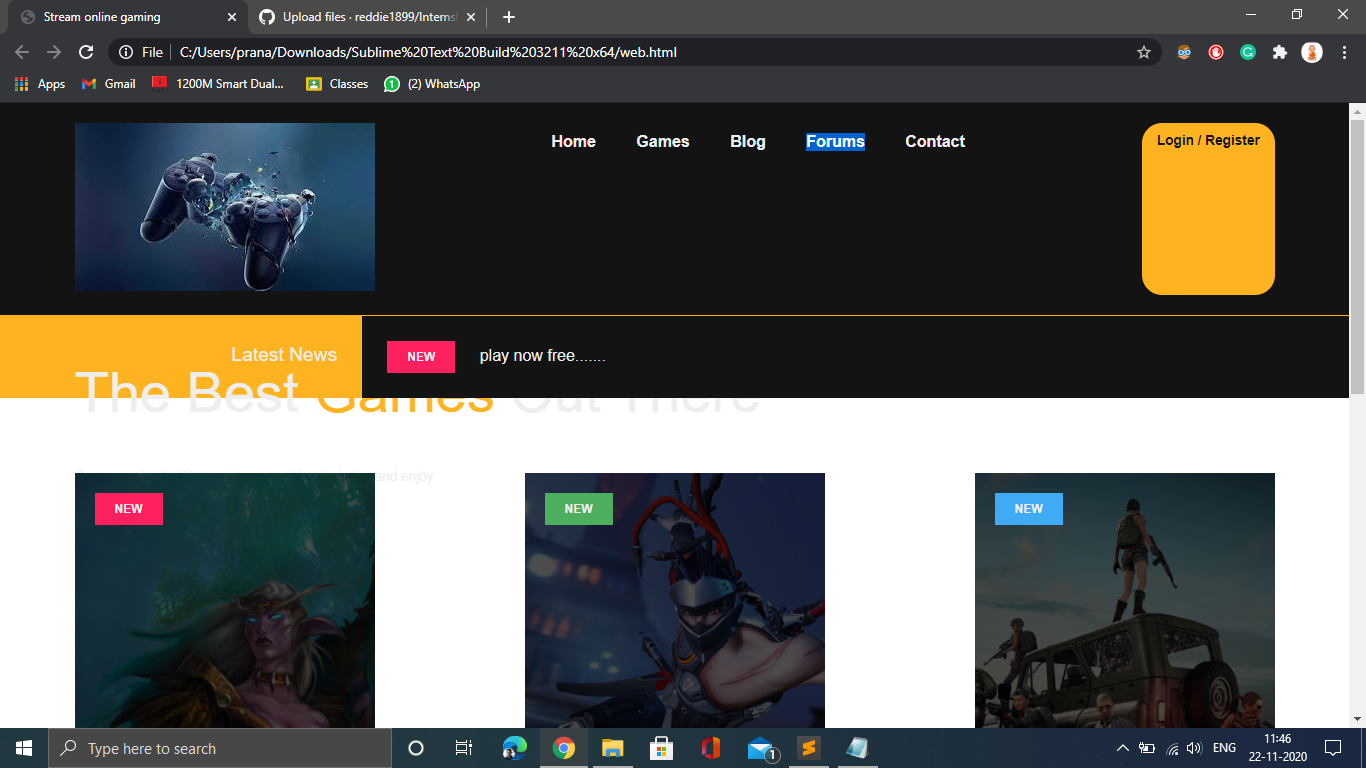 Stream online gaming
Upload files · reddie1899/Internsl
File
C:/Users/prana/Downloads/Sublime%20Text%20Build%203211%20x64/web.html
Apps
Gmail
1200M Smart Dual...
Classes
(2) WhatsApp
Home
Games
Blog
Forums
Contact
Login / Register
Latest News
NEW
play now free.......
The Best Games Out There
and enjoy
NEW
NEW
NEW
Type here to search
1
ENG
11:46
22-11-2020